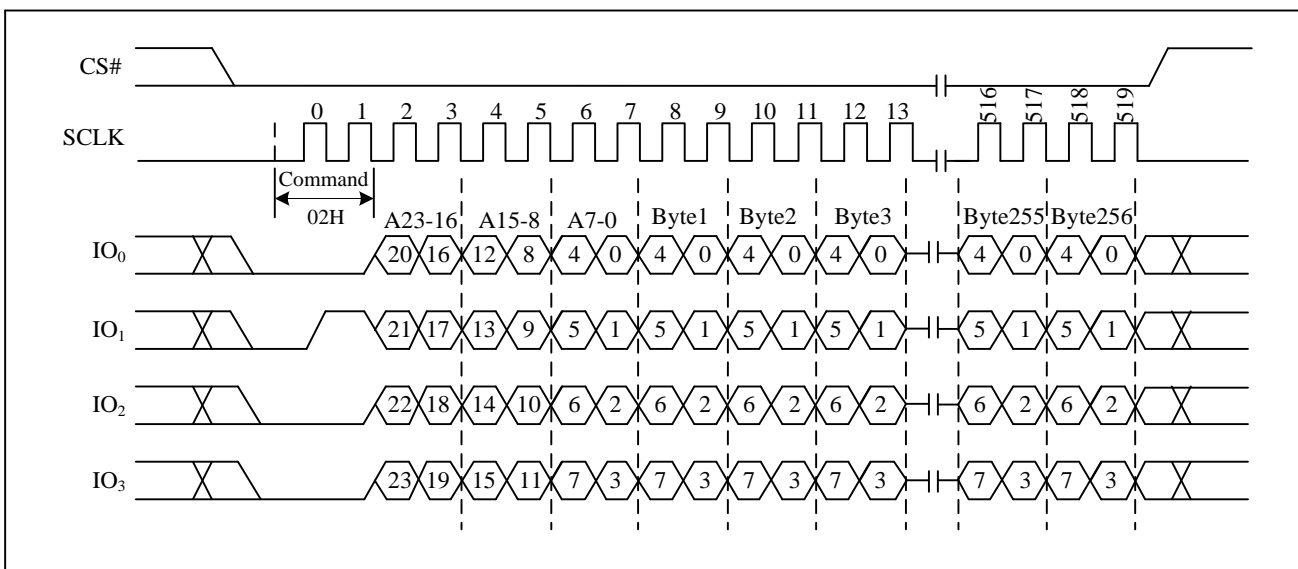 CS#
516 517 518 519
0 1 2 3 4 5 6 7 8 9 10 11 12 13
SCLK
Command
02H
A23-16 A15-8 A7-0 Byte1 Byte2 Byte3 Byte255 Byte256
IO0 20 16 12 8 4 0 4 0 4 0 4 0 4 0 4 0
IO1 21 17 13 9 5 1 5 1 5 1 5 1 5 1 5 1
IO2 22 18 14 10 6 2 6 2 6 2 6 2 6 2 6 2
IO3 23 19 15 11 7 3 7 3 7 3 7 3 7 3 7 3